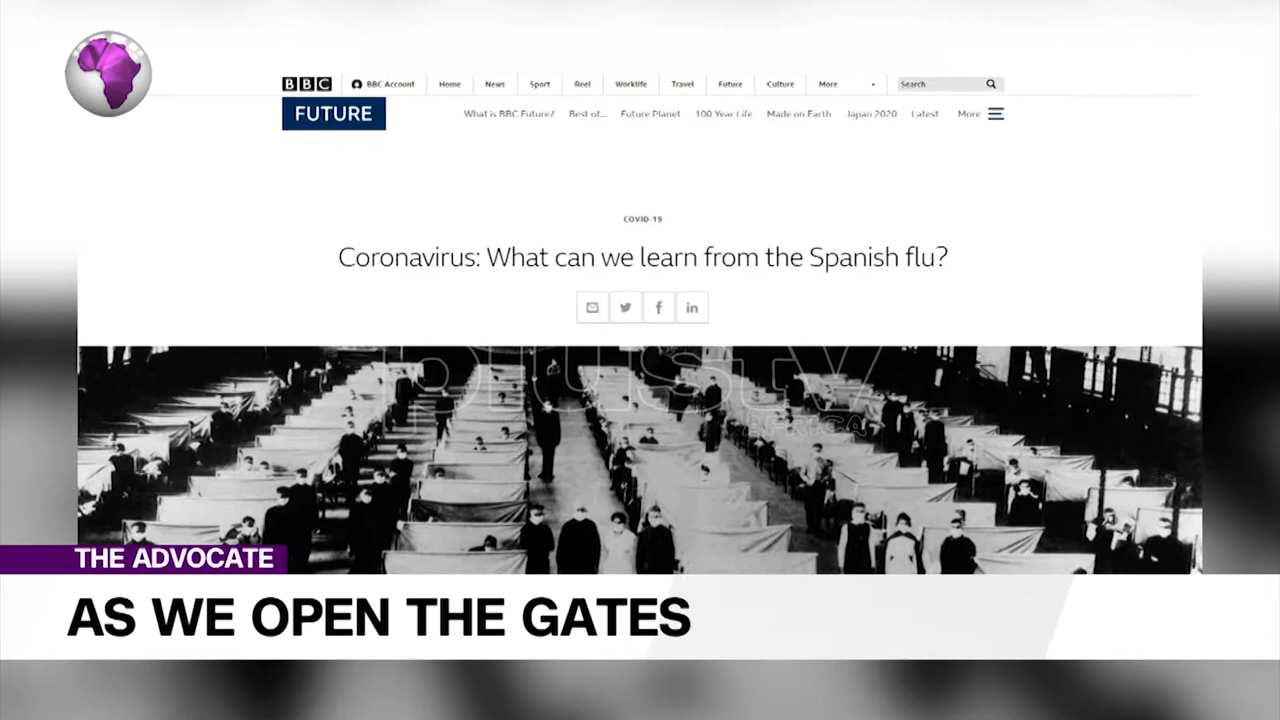 BBC BBC Account Home News Sport Reel Worklife Travel Future Culture More Search
FUTURE What is BBC Future? Best of... Future Planet 100 Year Life Made on Earth Japan 2020 Latest More
COVID-19
Coronavirus: What can we learn from the Spanish flu?
plustv
AFRICA
THE ADVOCATE
AS WE OPEN THE GATES